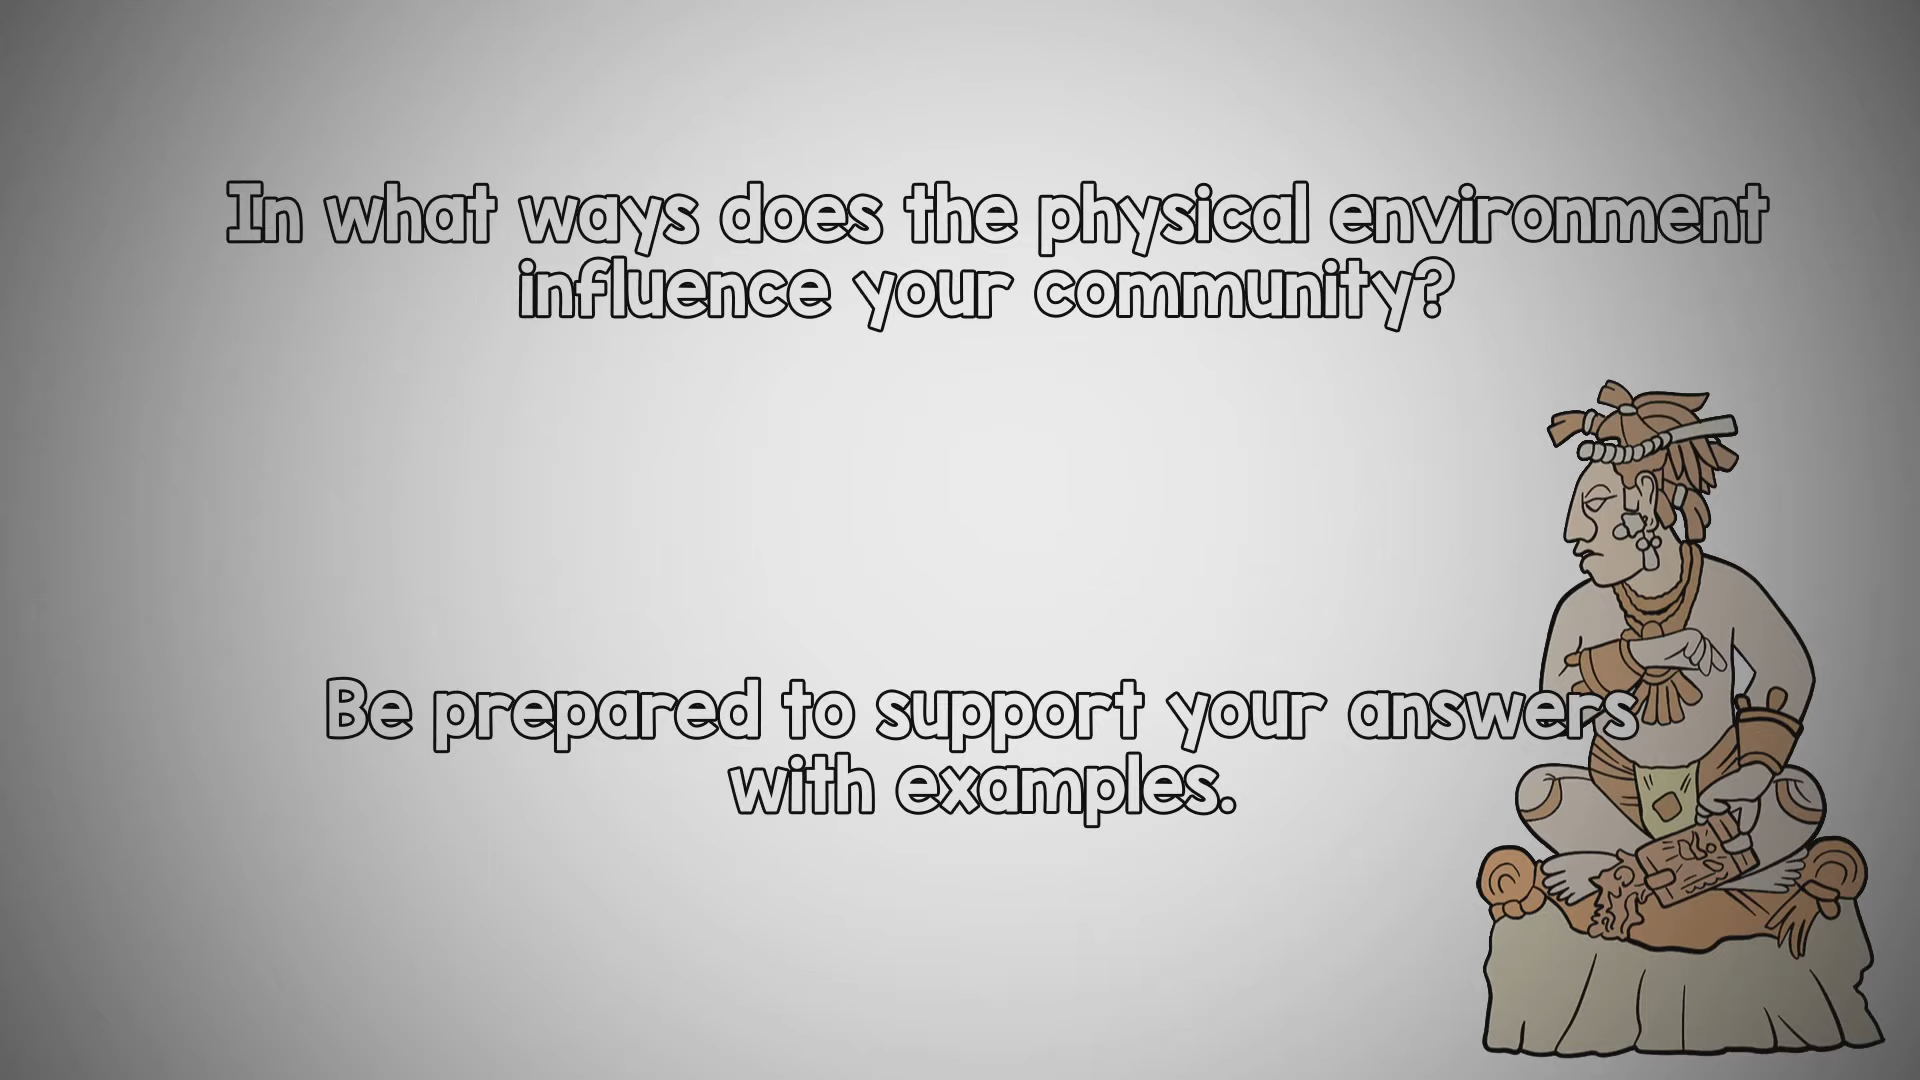 In what ways does the physical environment
influence your community?
Be prepared to support your answers
with examples.